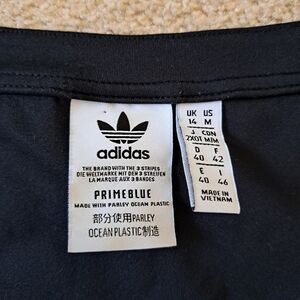 adidas
THE BRAND WITH THE 3 STRIPES
DIE WELTMARKE MIT DEN 3 STREIFEN
LA MARQUE AUX 3 BANDES
PRIMEBLUE
MADE WITH PARLEY OCEAN PLASTIC
部分使用PARLEY
OCEAN PLASTIC制造
UK US
14 M
J CDN
2XOT M/M
D F
40 42
E I
40 46
MADE IN
VIETNAM